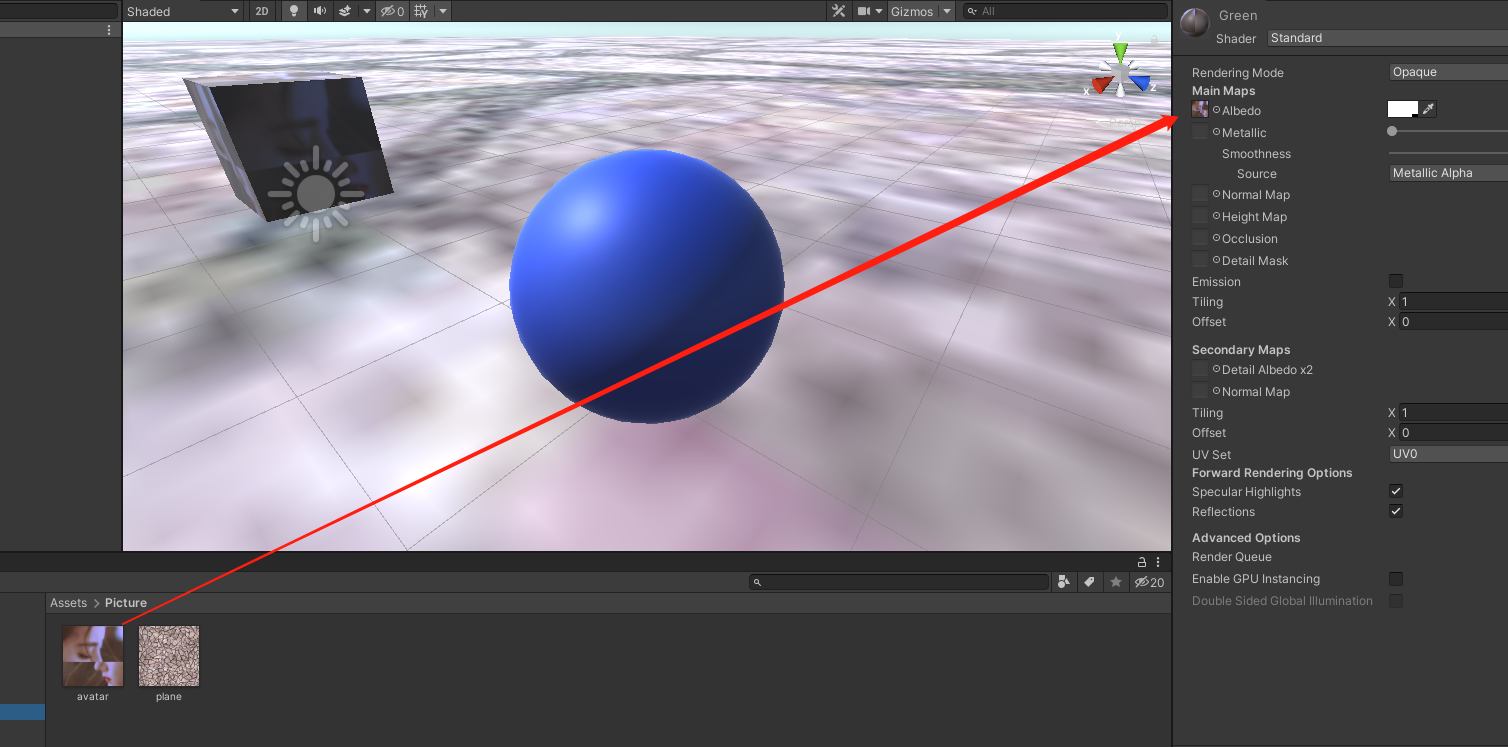 Shaded 2D 0 Gizmos All
y
x
z
Green
Shader Standard
Rendering Mode Opaque
Main Maps
Albedo
Metallic
Smoothness
Source Metallic Alpha
Normal Map
Height Map
Occlusion
Detail Mask
Emission
Tiling X 1
Offset X 0
Secondary Maps
Detail Albedo x2
Normal Map
Tiling X 1
Offset X 0
UV Set UV0
Forward Rendering Options
Specular Highlights
Reflections
Advanced Options
Render Queue
Enable GPU Instancing
Double Sided Global Illumination
20
Assets > Picture
avatar
plane